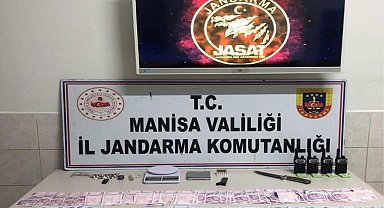 JANDARMA
JASAT
T.C.
MANİSA VALİLİĞİ
İL JANDARMA KOMUTANLIĞI